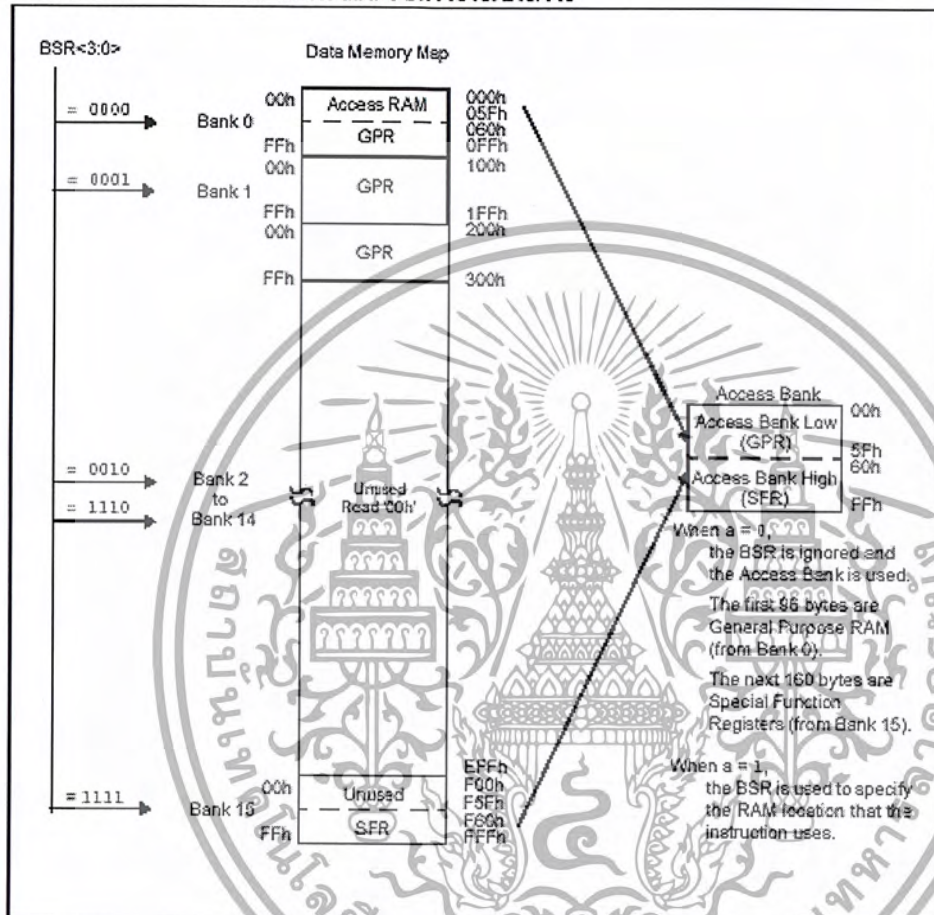 BSR<3:0>
Data Memory Map
= 0000
Bank 0
00h
Access RAM
000h
05Fh
060h
GPR
FFh
0FFh
= 0001
Bank 1
00h
GPR
100h
FFh
1FFh
00h
200h
GPR
FFh
300h
Access Bank
00h
Access Bank Low
(GPR)
5Fh
60h
Access Bank High
(SFR)
FFh
= 0010
Bank 2
to
Bank 14
= 1110
Unused
Read '00h'
When a = 0,
the BSR is ignored and
the Access Bank is used.
The first 96 bytes are
General Purpose RAM
(from Bank 0).
The next 160 bytes are
Special Function
Registers (from Bank 15).
When a = 1,
the BSR is used to specify
the RAM location that the
instruction uses.
= 1111
Bank 15
EFFh
00h
F00h
Unused
F5Fh
F60h
SFR
FFh
FFFh